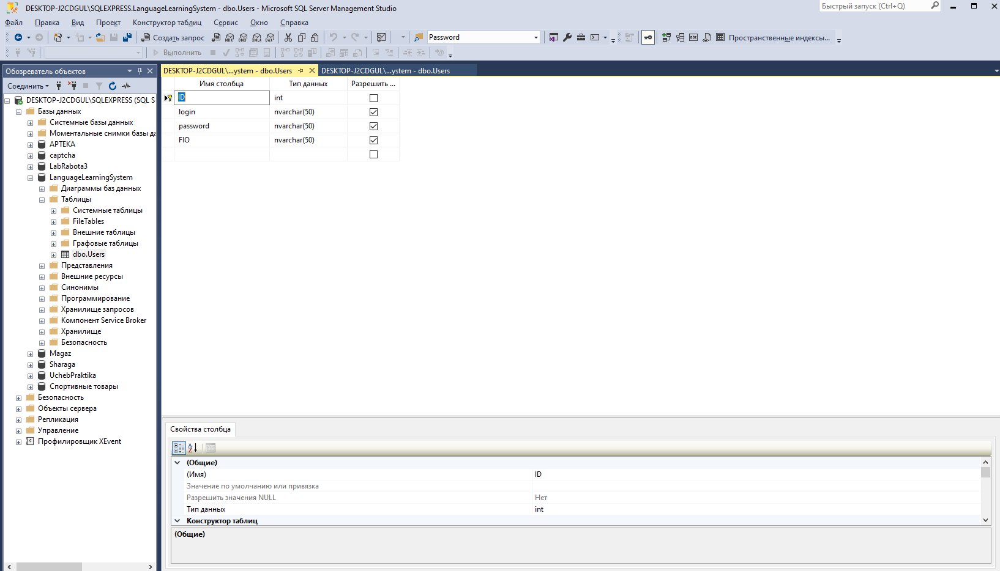 DESKTOP-J2CDGUL\SQLEXPRESS.LanguageLearningSystem - dbo.Users - Microsoft SQL Server Management Studio
Быстрый запуск (Ctrl+Q)
Файл Правка Вид Проект Конструктор таблиц Сервис Окно Справка
Создать запрос MDX DMX XMLA DAX Password abc Пространственные индексы...
Выполнить
Обозреватель объектов
DESKTOP-J2CDGUL\...ystem - dbo.Users
DESKTOP-J2CDGUL\...ystem - dbo.Users
Соединить
DESKTOP-J2CDGUL\SQLEXPRESS (SQL S
Базы данных
Системные базы данных
Моментальные снимки базы да
APTEKA
captcha
LabRabota3
LanguageLearningSystem
Диаграммы баз данных
Таблицы
Системные таблицы
FileTables
Внешние таблицы
Графовые таблицы
dbo.Users
Представления
Внешние ресурсы
Синонимы
Программирование
Хранилище запросов
Компонент Service Broker
Хранилище
Безопасность
Magaz
Sharaga
UchebPraktika
Спортивные товары
Безопасность
Объекты сервера
Репликация
Управление
Профилировщик XEvent
Имя столбца Тип данных Разрешить ...
ID int
login nvarchar(50)
password nvarchar(50)
FIO nvarchar(50)
Свойства столбца
(Общие)
(Имя) ID
Значение по умолчанию или привязка
Разрешить значения NULL Нет
Тип данных int
Конструктор таблиц
(Общие)